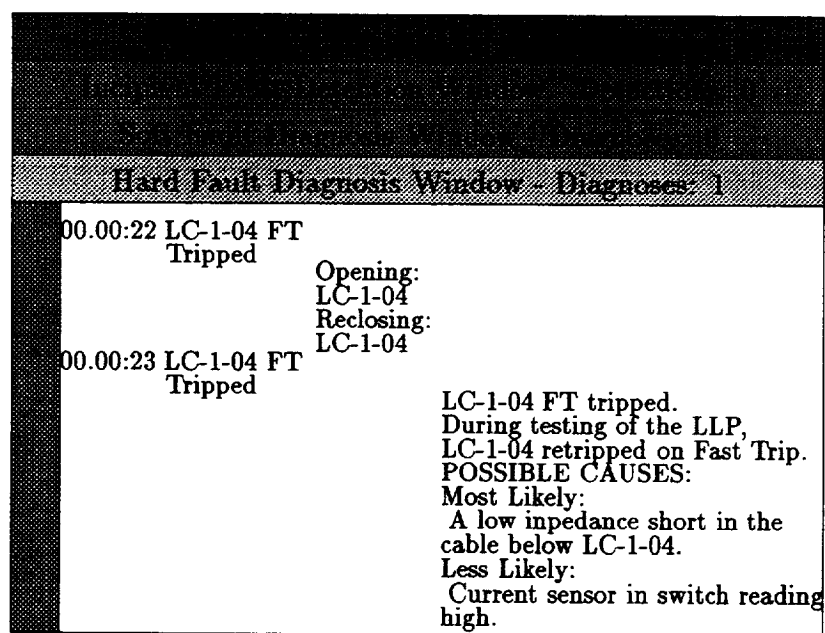 Hard Fault Diagnosis Window - Diagnoses: 1
00.00:22 LC-1-04 FT
Tripped
Opening:
LC-1-04
Reclosing:
LC-1-04
00.00:23 LC-1-04 FT
Tripped
LC-1-04 FT tripped.
During testing of the LLP,
LC-1-04 retripped on Fast Trip.
POSSIBLE CAUSES:
Most Likely:
A low inpedance short in the
cable below LC-1-04.
Less Likely:
Current sensor in switch reading
high.